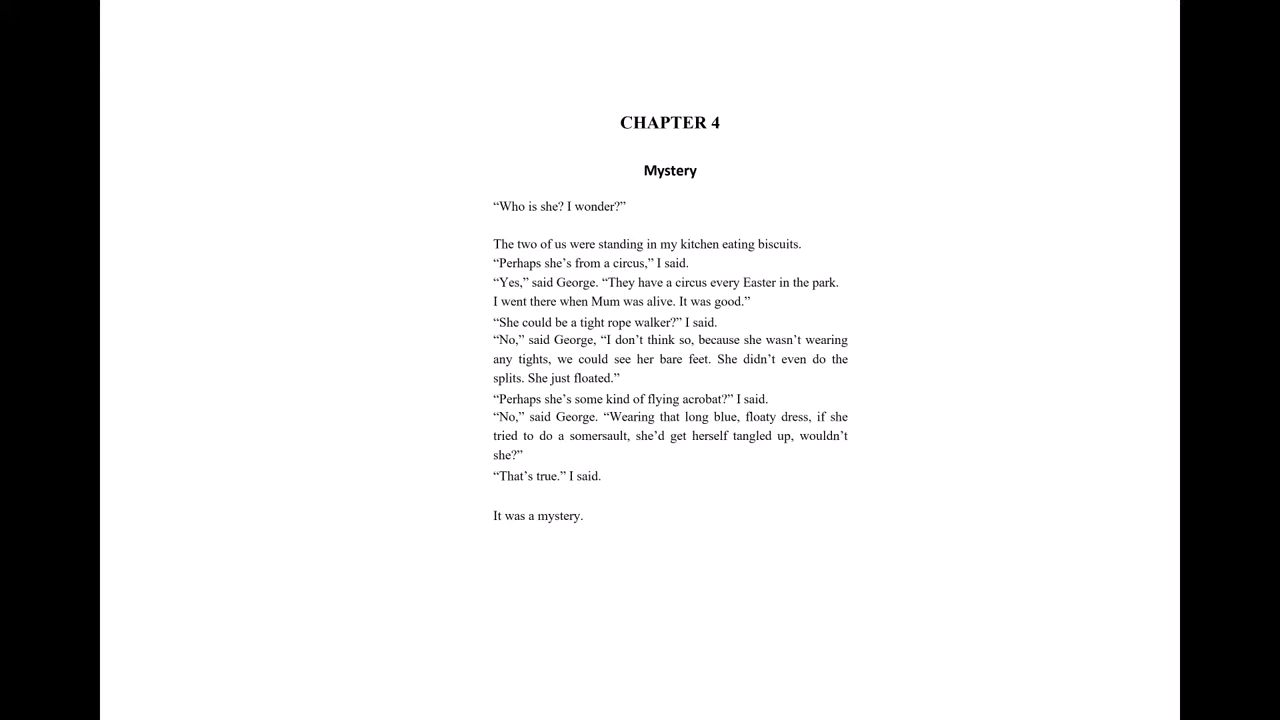 CHAPTER 4
Mystery
“Who is she? I wonder?”
The two of us were standing in my kitchen eating biscuits.
“Perhaps she’s from a circus,” I said.
“Yes,” said George. “They have a circus every Easter in the park.
I went there when Mum was alive. It was good.”
“She could be a tight rope walker?” I said.
“No,” said George, “I don’t think so, because she wasn’t wearing
any tights, we could see her bare feet. She didn’t even do the
splits. She just floated.”
“Perhaps she’s some kind of flying acrobat?” I said.
“No,” said George. “Wearing that long blue, floaty dress, if she
tried to do a somersault, she’d get herself tangled up, wouldn’t
she?”
“That’s true.” I said.
It was a mystery.